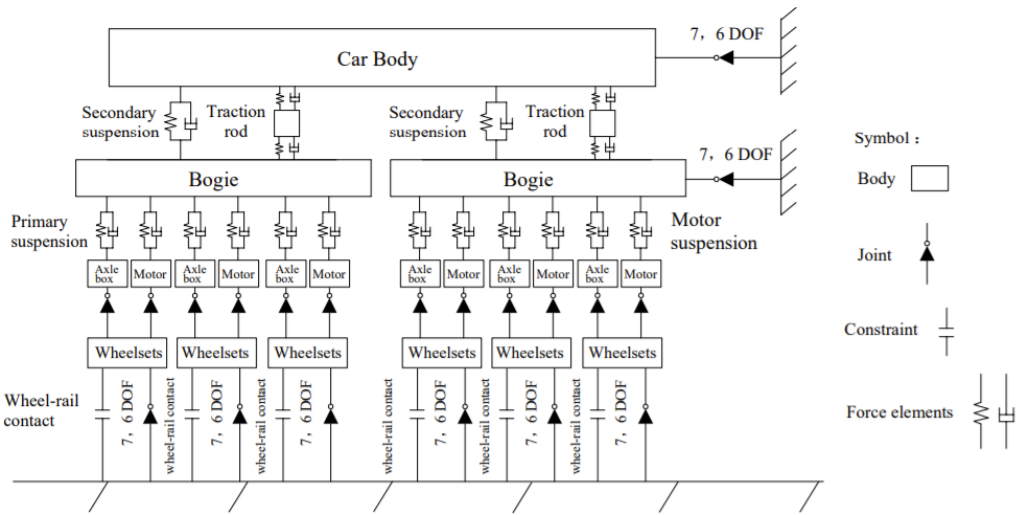 7，6 DOF
Car Body
Secondary
suspension
Traction
rod
Secondary
suspension
Traction
rod
7，6 DOF
Symbol：
Bogie
Bogie
Body
Primary
suspension
Motor
suspension
Axle
box
Motor
Axle
box
Motor
Axle
box
Motor
Axle
box
Motor
Axle
box
Motor
Axle
box
Motor
Joint
Constraint
Wheelsets
Wheelsets
Wheelsets
Wheelsets
Wheelsets
Wheelsets
Wheel-rail
contact
7，6 DOF
wheel-rail contact
7，6 DOF
wheel-rail contact
7，6 DOF
wheel-rail contact
7，6 DOF
wheel-rail contact
7，6 DOF
wheel-rail contact
7，6 DOF
Force elements